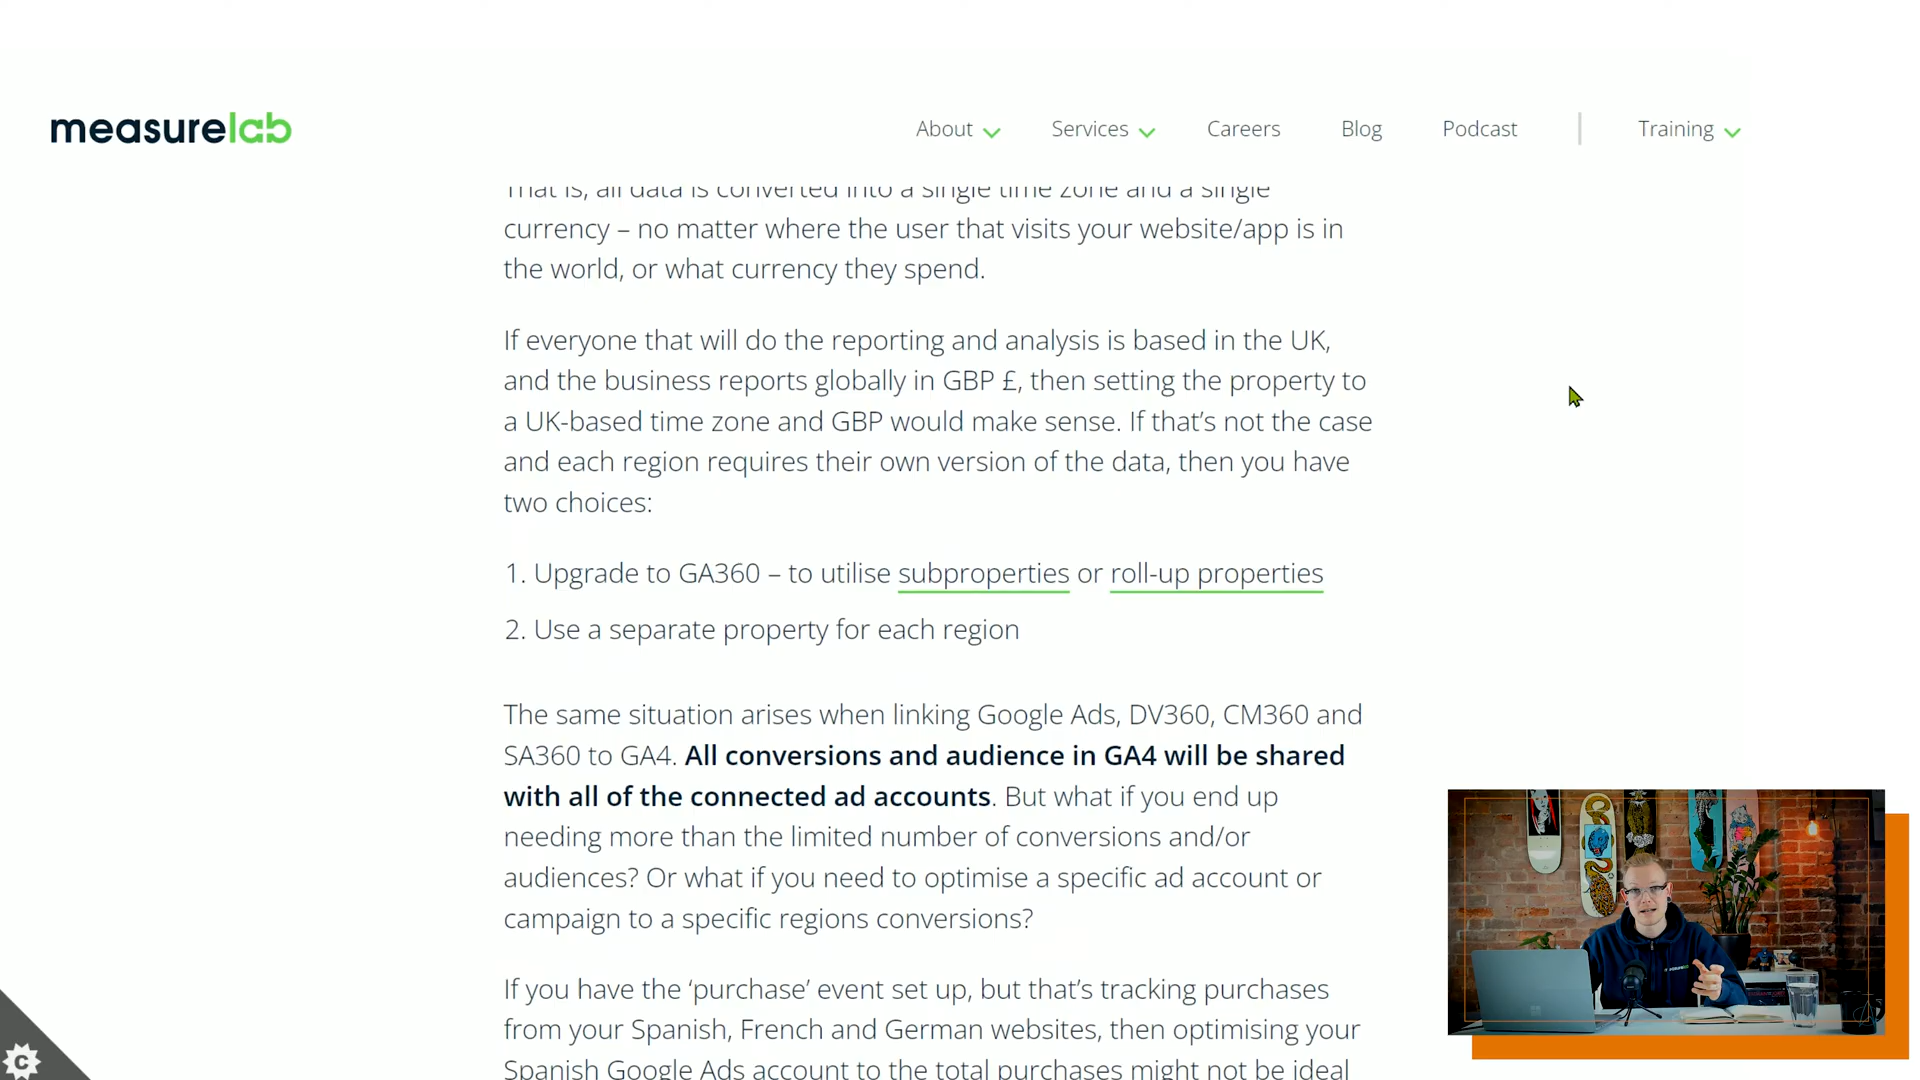 measurelab
About
Services
Careers
Blog
Podcast
Training
That is, all data is converted into a single time zone and a single
currency – no matter where the user that visits your website/app is in
the world, or what currency they spend.
If everyone that will do the reporting and analysis is based in the UK,
and the business reports globally in GBP £, then setting the property to
a UK-based time zone and GBP would make sense. If that's not the case
and each region requires their own version of the data, then you have
two choices:
1. Upgrade to GA360 – to utilise subproperties or roll-up properties
2. Use a separate property for each region
The same situation arises when linking Google Ads, DV360, CM360 and
SA360 to GA4. All conversions and audience in GA4 will be shared
with all of the connected ad accounts. But what if you end up
needing more than the limited number of conversions and/or
audiences? Or what if you need to optimise a specific ad account or
campaign to a specific regions conversions?
If you have the ‘purchase’ event set up, but that's tracking purchases
from your Spanish, French and German websites, then optimising your
Spanish Google Ads account to the total purchases might not be ideal
C